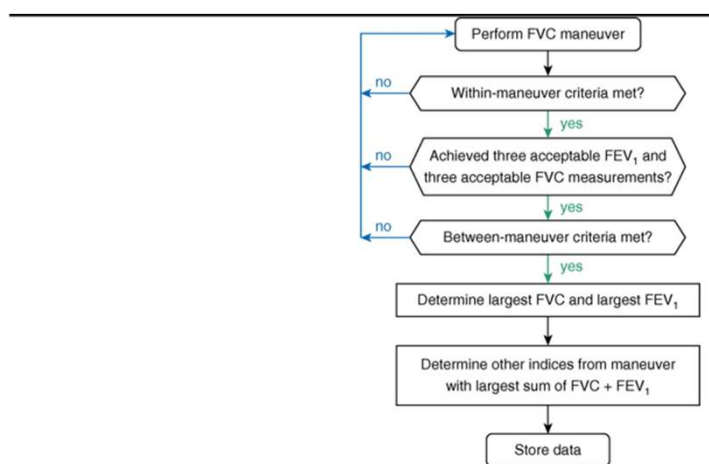 Perform FVC maneuver
no
Within-maneuver criteria met?
yes
no
Achieved three acceptable FEV₁ and
three acceptable FVC measurements?
yes
no
Between-maneuver criteria met?
yes
Determine largest FVC and largest FEV₁
Determine other indices from maneuver
with largest sum of FVC + FEV₁
Store data